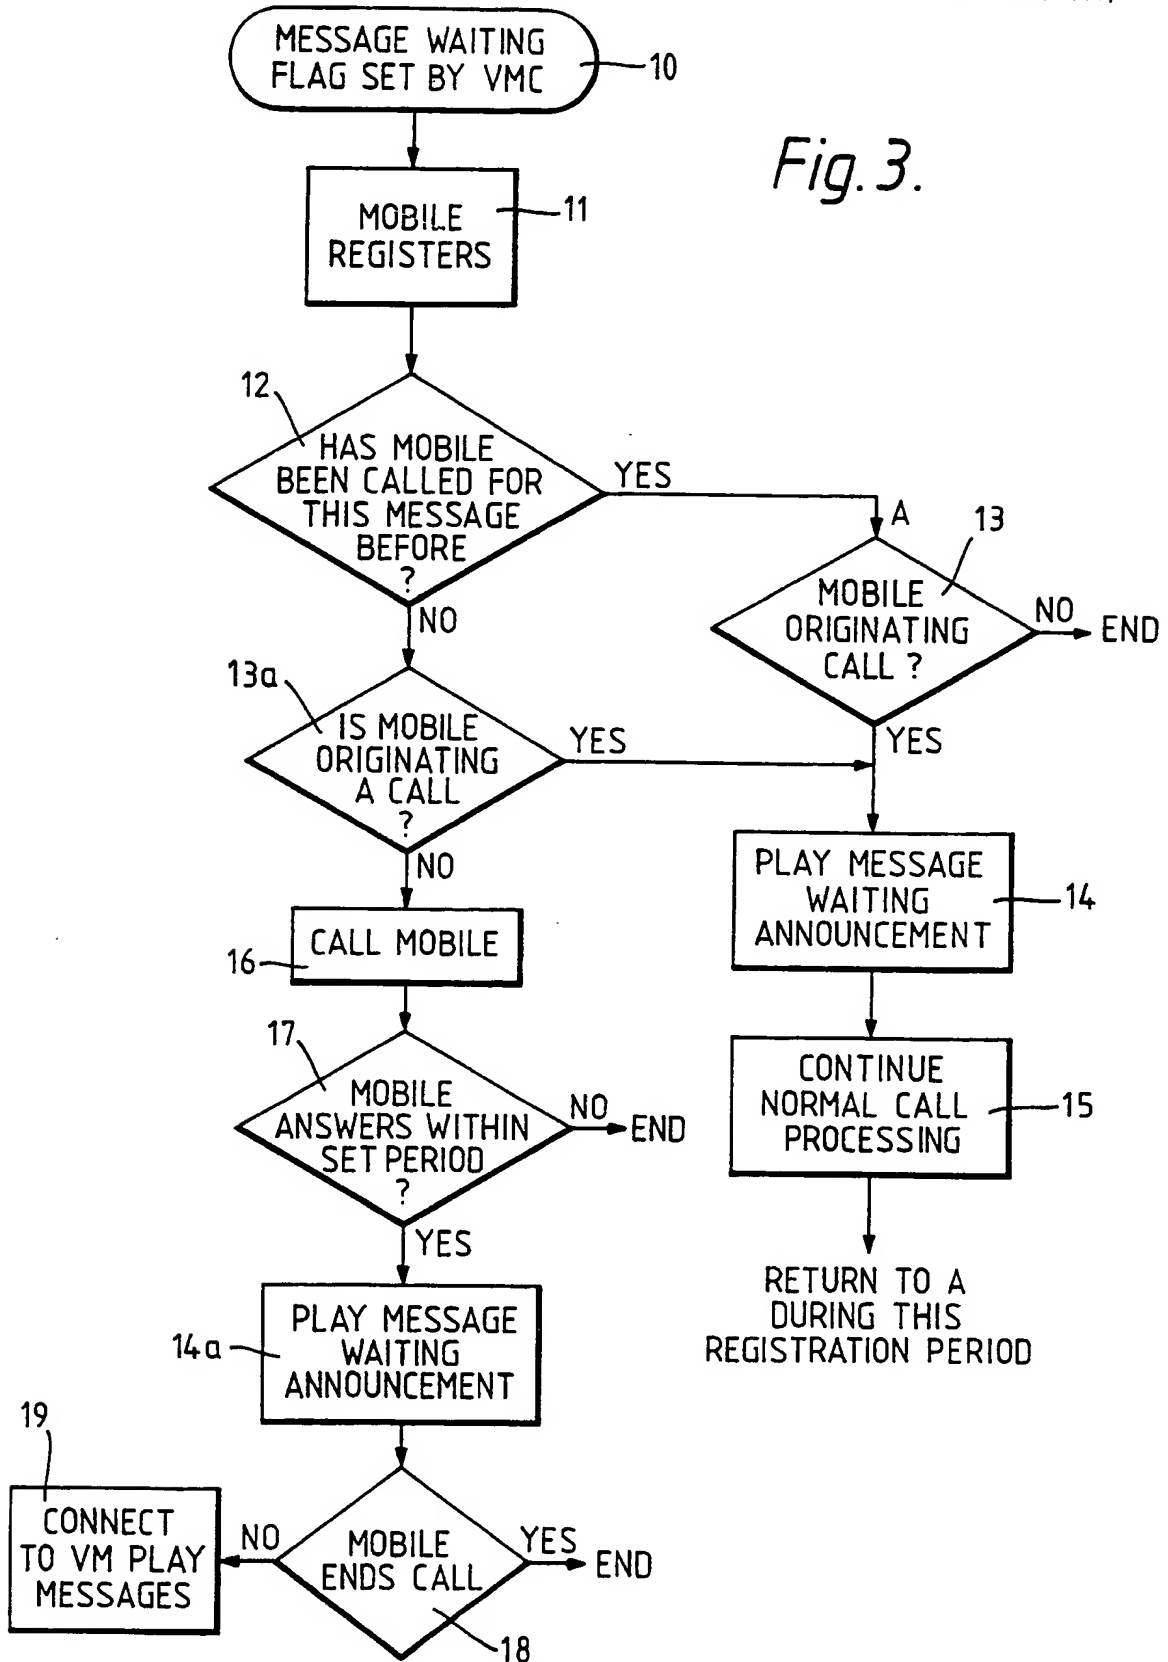 MESSAGE WAITING
FLAG SET BY VMC
10
Fig. 3.
MOBILE
REGISTERS
11
12
HAS MOBILE
BEEN CALLED FOR
THIS MESSAGE
BEFORE
?
YES
A
13
NO
MOBILE
ORIGINATING
CALL ?
NO
END
13a
IS MOBILE
ORIGINATING
A CALL
?
YES
YES
NO
PLAY MESSAGE
WAITING
ANNOUNCEMENT
14
CALL MOBILE
16
17
MOBILE
ANSWERS WITHIN
SET PERIOD
?
NO
END
CONTINUE
NORMAL CALL
PROCESSING
15
YES
RETURN TO A
DURING THIS
REGISTRATION PERIOD
14a
PLAY MESSAGE
WAITING
ANNOUNCEMENT
19
CONNECT
TO VM PLAY
MESSAGES
NO
MOBILE
ENDS CALL
YES
END
18